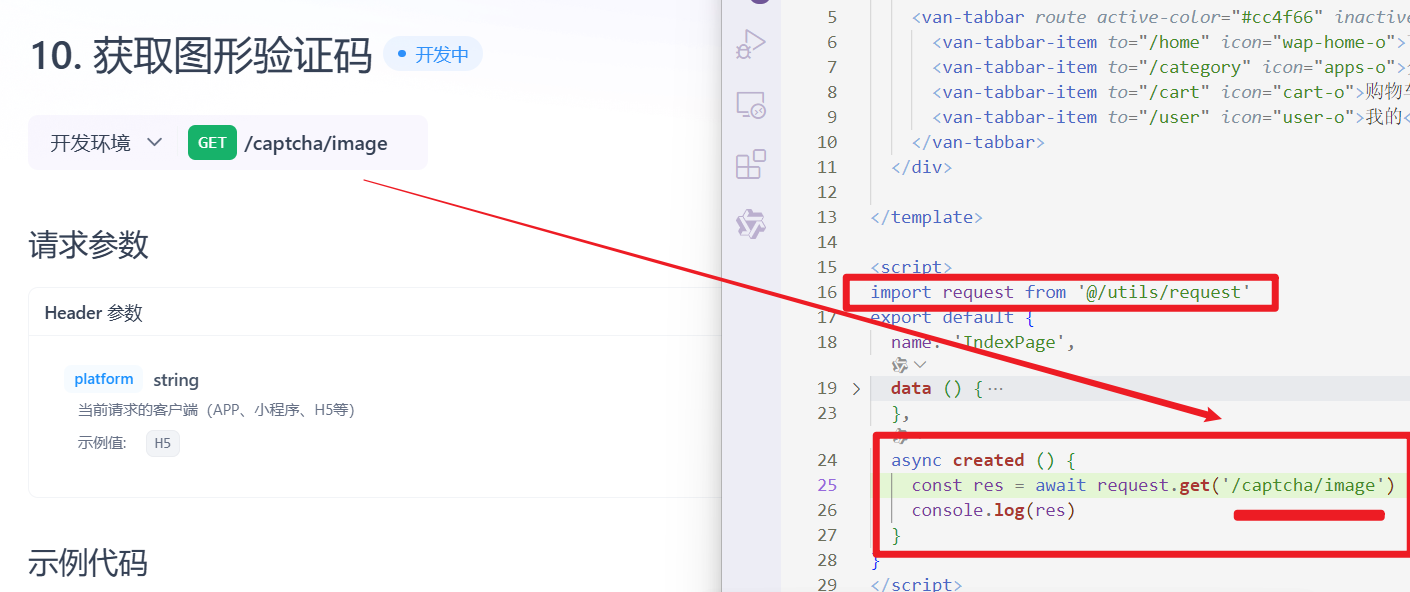 10. 获取图形验证码 开发中
开发环境 GET /captcha/image
请求参数
Header 参数
platform string
当前请求的客户端（APP、小程序、H5等）
示例值: H5
示例代码
5 <van-tabbar route active-color="#cc4f66"
6 <van-tabbar-item to="/home" icon="wap-home-o">
7 <van-tabbar-item to="/category" icon="apps-o">
8 <van-tabbar-item to="/cart" icon="cart-o">购物
9 <van-tabbar-item to="/user" icon="user-o">我的<
10 </van-tabbar>
11 </div>
12
13 </template>
14
15 <script>
16 import request from '@/utils/request'
17 export default {
18 name: 'IndexPage',
19 data () { ···
23 },
24 async created () {
25 const res = await request.get('/captcha/image')
26 console.log(res)
27 }
28 }
29 </script>